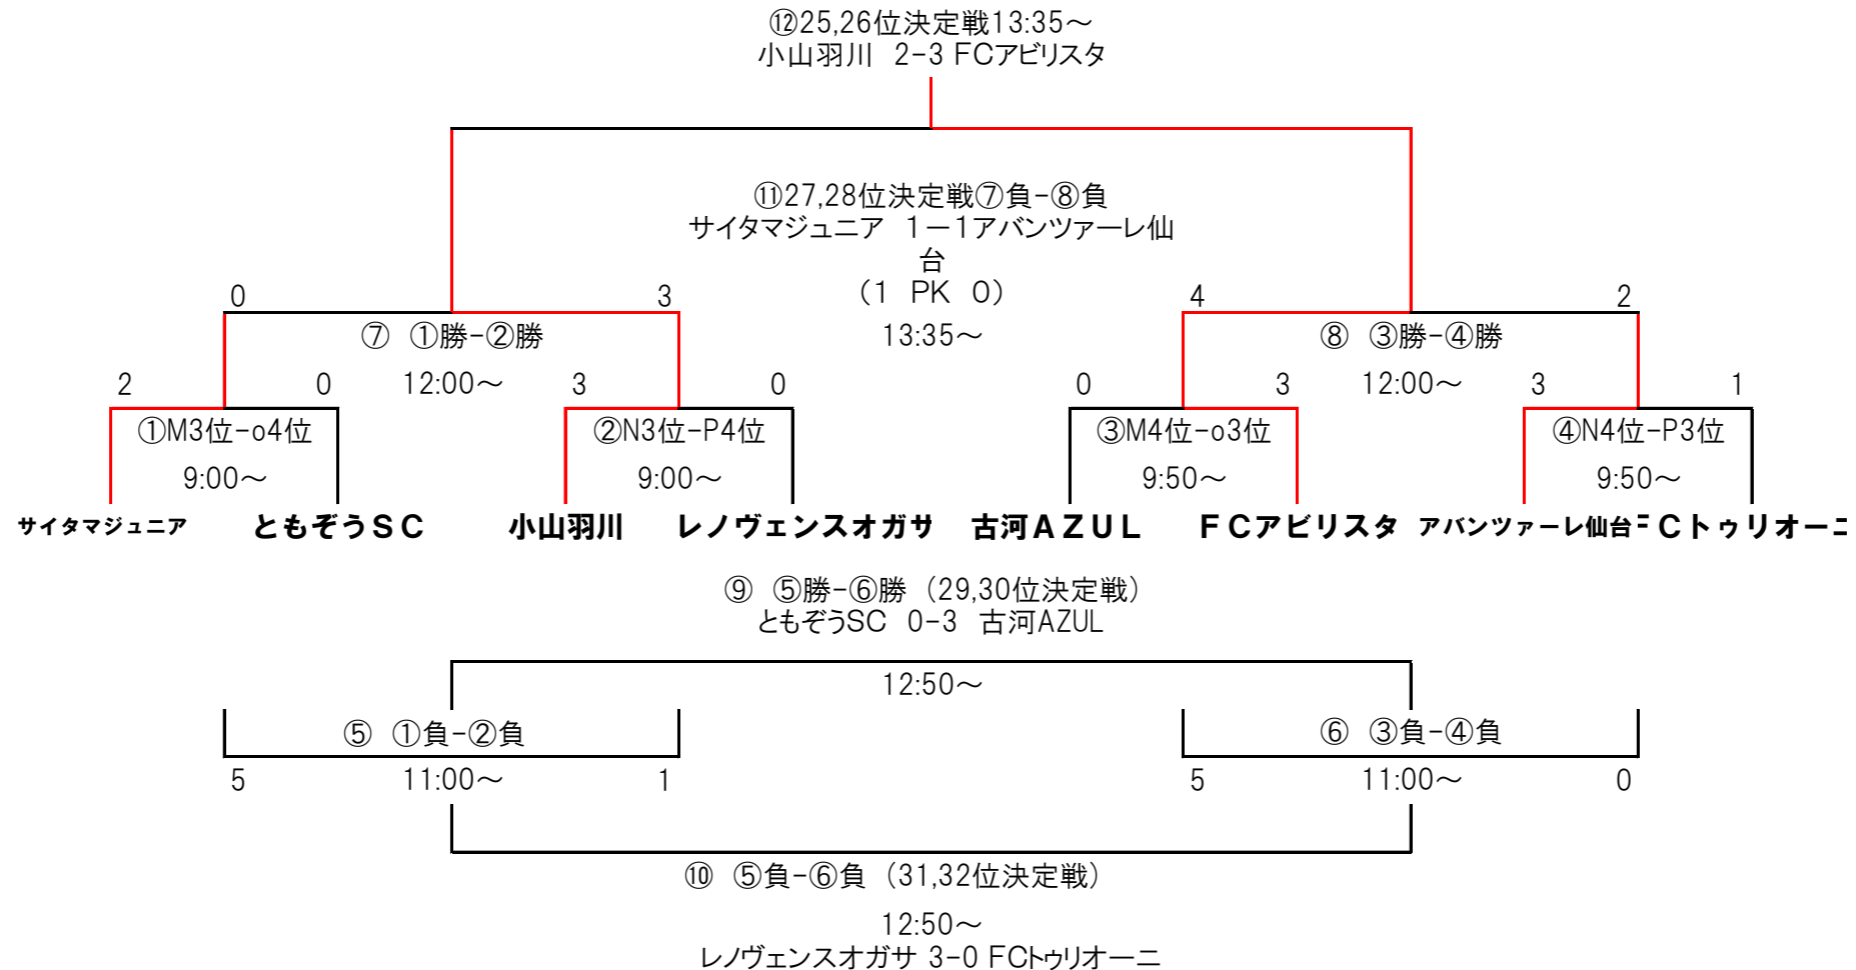 ⑫25,26位決定戦13:35～
小山羽川　2-3 FCアビリスタ
⑪27,28位決定戦⑦負-⑧負
サイタマジュニア　1－1アバンツァーレ仙
台
（1　PK　0）
13:35～
0　3　4　2
⑦　①勝-②勝　⑧　③勝-④勝
12:00～　12:00～
2　0　3　0　0　3　3　1
①M3位-o4位　②N3位-P4位　③M4位-o3位　④N4位-P3位
9:00～　9:00～　9:50～　9:50～
サイタマジュニア　ともぞうSC　小山羽川　レノヴェンスオガサ　古河AZUL　FCアビリスタ　アバンツァーレ仙台　Cトゥリオーニ
⑨　⑤勝-⑥勝（29,30位決定戦）
ともぞうSC　0-3　古河AZUL
12:50～
⑤　①負-②負　⑥　③負-④負
5　11:00～　1　5　11:00～　0
⑩　⑤負-⑥負（31,32位決定戦）
12:50～
レノヴェンスオガサ 3-0 FCトゥリオーニ